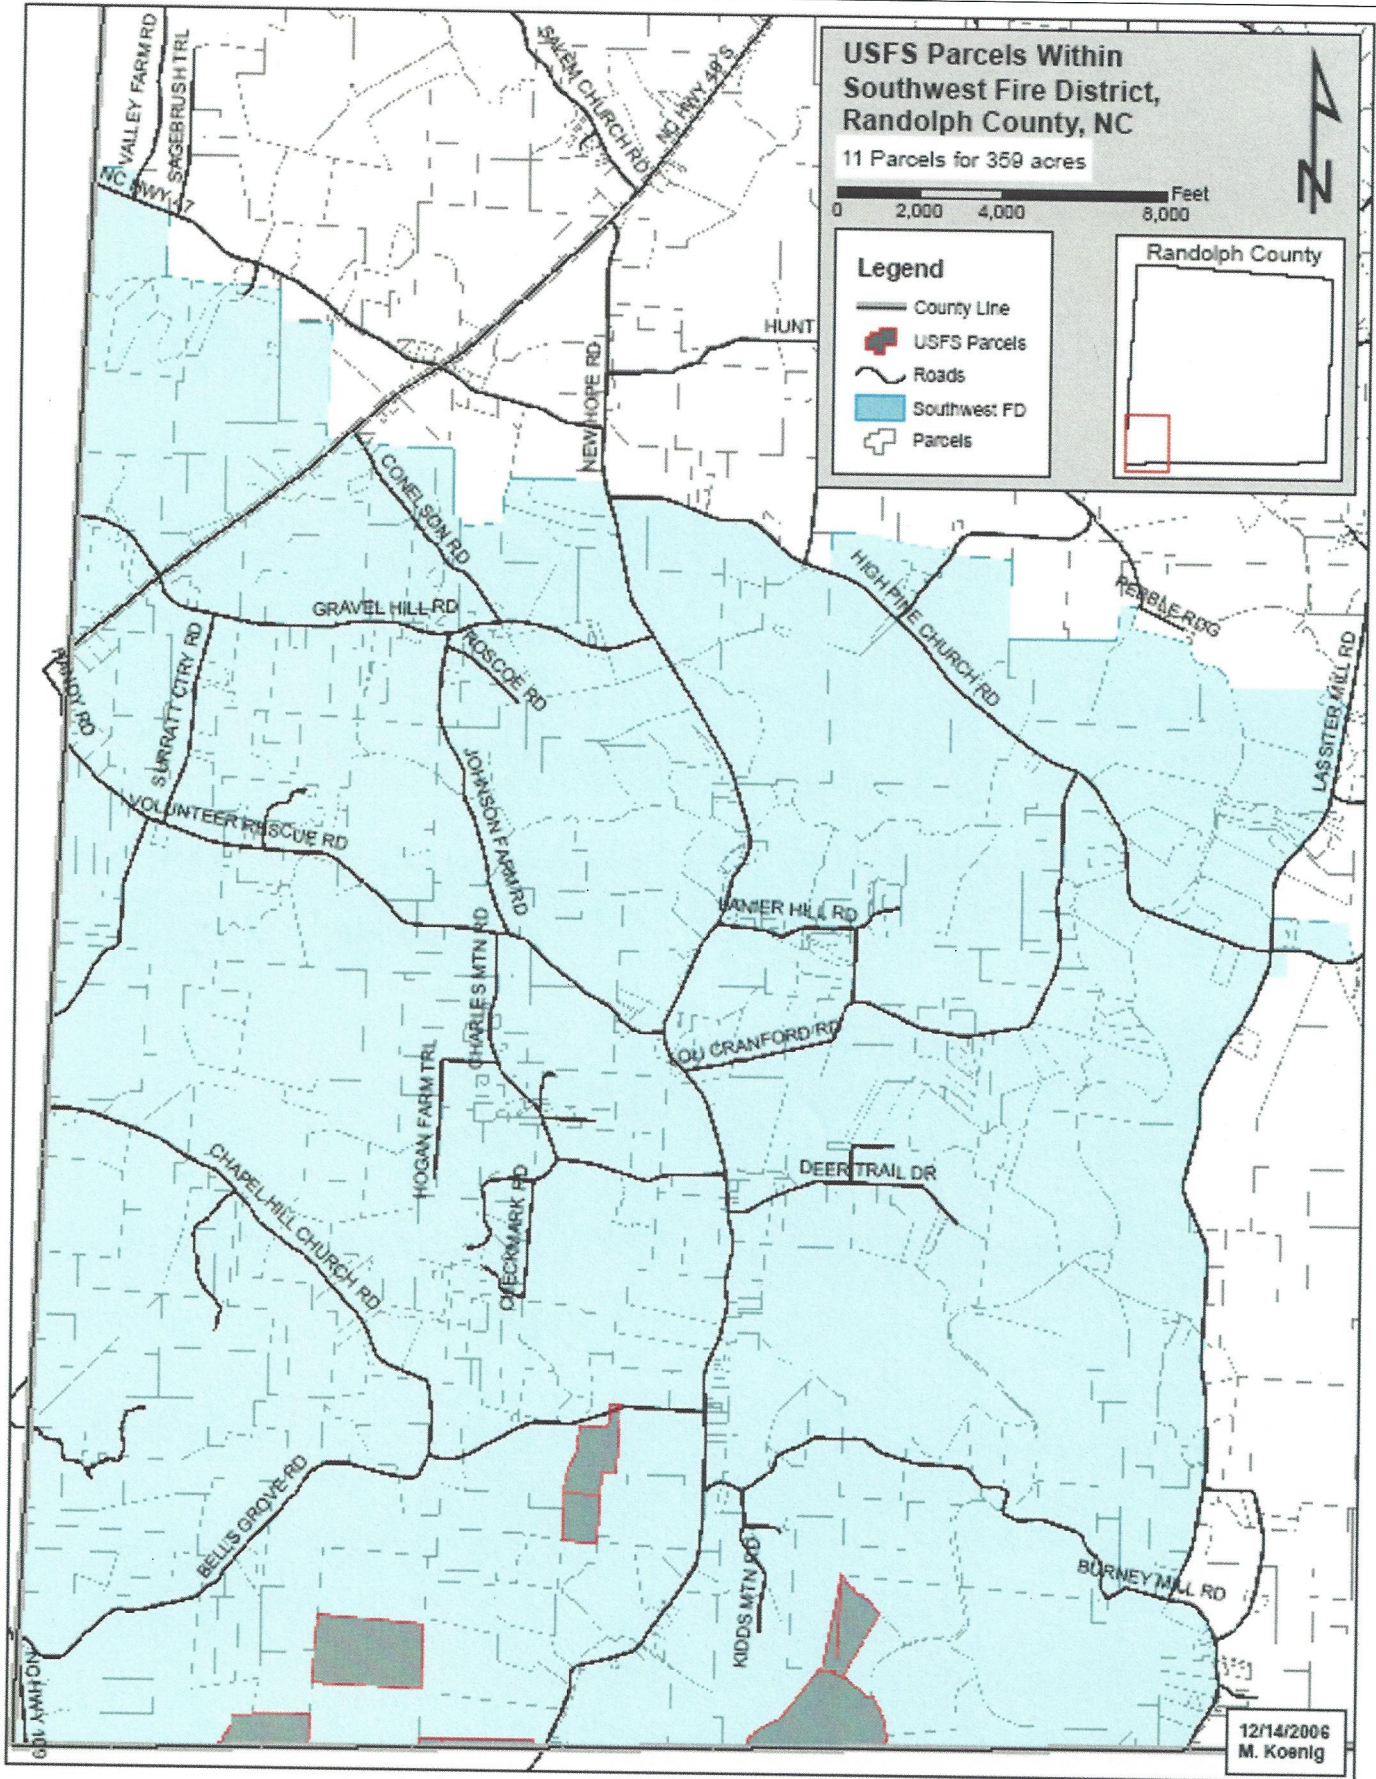 USFS Parcels Within
Southwest Fire District,
Randolph County, NC
11 Parcels for 359 acres
Feet
0 2,000 4,000 8,000
N
Legend
County Line
USFS Parcels
Roads
Southwest FD
Parcels
Randolph County
VALLEY FARM RD
SAGEBRUSH TRL
SALEM CHURCH RD
NC HWY 49 S
NC HWY 47
HUNT
NEW HOPE RD
CONELSON RD
GRAVEL HILL RD
ROSCOE RD
HIGH PINE CHURCH RD
PEBBLE RDG
LASSITER MILL RD
SURRATT CTRY RD
JOHNSON FARM RD
VOLUNTEER RESCUE RD
LANIER HILL RD
CHARLES MTN RD
LOU CRANFORD RD
HOGAN FARM TRL
DEER TRAIL DR
CHECKMARK RD
CHAPEL HILL CHURCH RD
BELL'S GROVE RD
KIDDS MTN RD
BURNEY MILL RD
NC HWY 109
12/14/2006
M. Koenig